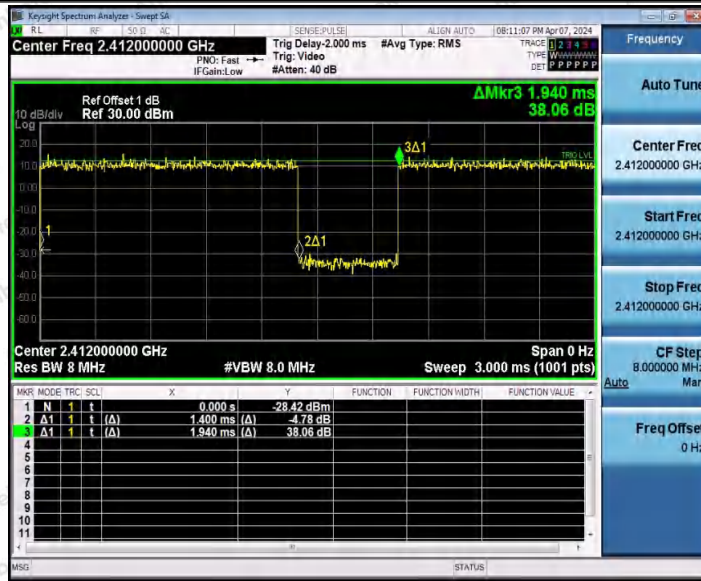 Keysight Spectrum Analyzer - Swept SA
RL RF 50 Ω AC SENSE:PULSE ALIGN AUTO 08:11:07 PM Apr 07, 2024
Center Freq 2.412000000 GHz
PNO: Fast
IFGain:Low
Trig Delay-2.000 ms
Trig: Video
#Atten: 40 dB
#Avg Type: RMS
TRACE 1 2 3 4 5 6
TYPE W
DET P P P P P P
ΔMkr3 1.940 ms
38.06 dB
Ref Offset 1 dB
10 dB/div Ref 30.00 dBm
Log
20.0
10.0
0.00
-10.0
-20.0
-30.0
-40.0
-50.0
-60.0
1
2Δ1
3Δ1
TRIG LVL
Center 2.412000000 GHz Span 0 Hz
Res BW 8 MHz #VBW 8.0 MHz Sweep 3.000 ms (1001 pts)
MKR MODE TRC SCL X Y FUNCTION FUNCTION WIDTH FUNCTION VALUE
1 N 1 t 0.000 s -28.42 dBm
2 Δ1 1 t (Δ) 1.400 ms (Δ) -4.78 dB
3 Δ1 1 t (Δ) 1.940 ms (Δ) 38.06 dB
4
5
6
7
8
9
10
11
MSG STATUS
Frequency
Auto Tune
Center Freq
2.412000000 GHz
Start Freq
2.412000000 GHz
Stop Freq
2.412000000 GHz
CF Step
8.000000 MHz
Auto Man
Freq Offset
0 Hz